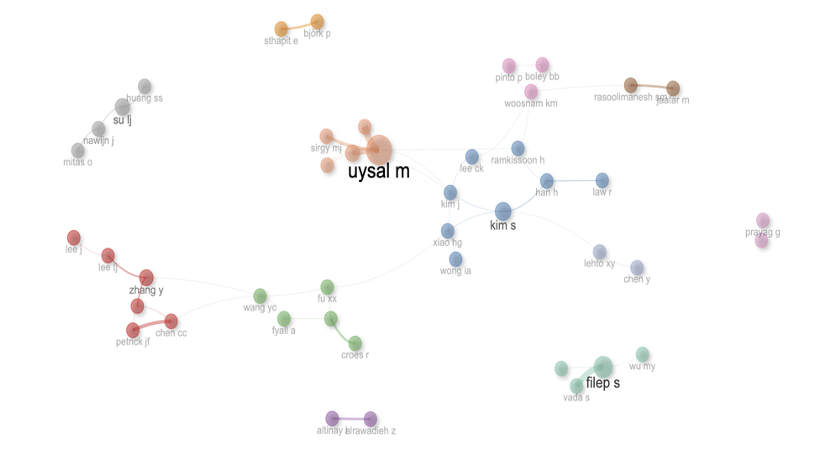 bjork p
sthapit e
pinto p
boley bb
huang ss
rasoolimanesh sm
jaafar m
woosnam km
su lj
nawijn j
sirgy mj
mitas o
ramkissoon h
lee ck
uysal m
han h
law r
kim j
kim s
prayag g
xiao hg
lee j
lehto xy
lee tj
wong ia
chen y
zhang y
fu xx
wang yc
fyall a
chen cc
petrick jf
croes r
wu my
filep s
vada s
altinay l
alrawadieh z